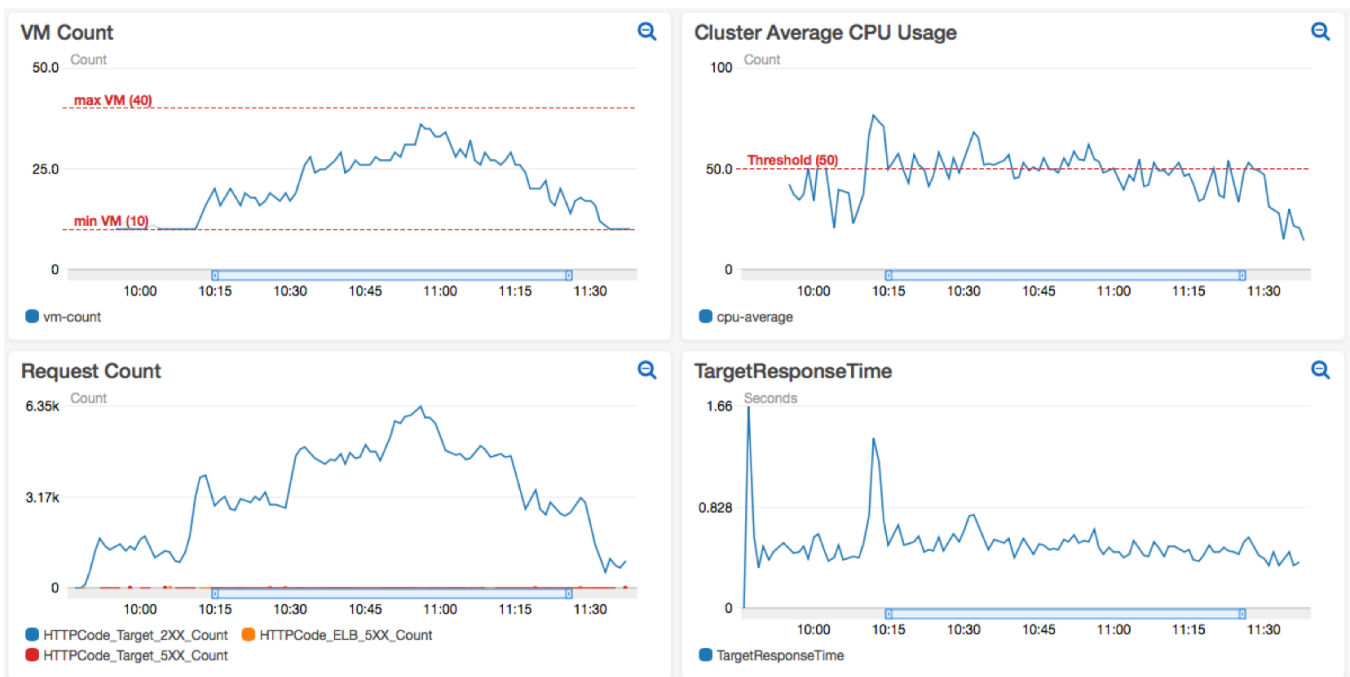 VM Count
Count
50.0
max VM (40)
25.0
min VM (10)
0
10:00 10:15 10:30 10:45 11:00 11:15 11:30
vm-count
Cluster Average CPU Usage
Count
100
Threshold (50)
50.0
0
10:00 10:15 10:30 10:45 11:00 11:15 11:30
cpu-average
Request Count
Count
6.35k
3.17k
0
10:00 10:15 10:30 10:45 11:00 11:15 11:30
HTTPCode_Target_2XX_Count HTTPCode_ELB_5XX_Count
HTTPCode_Target_5XX_Count
TargetResponseTime
Seconds
1.66
0.828
0
10:00 10:15 10:30 10:45 11:00 11:15 11:30
TargetResponseTime